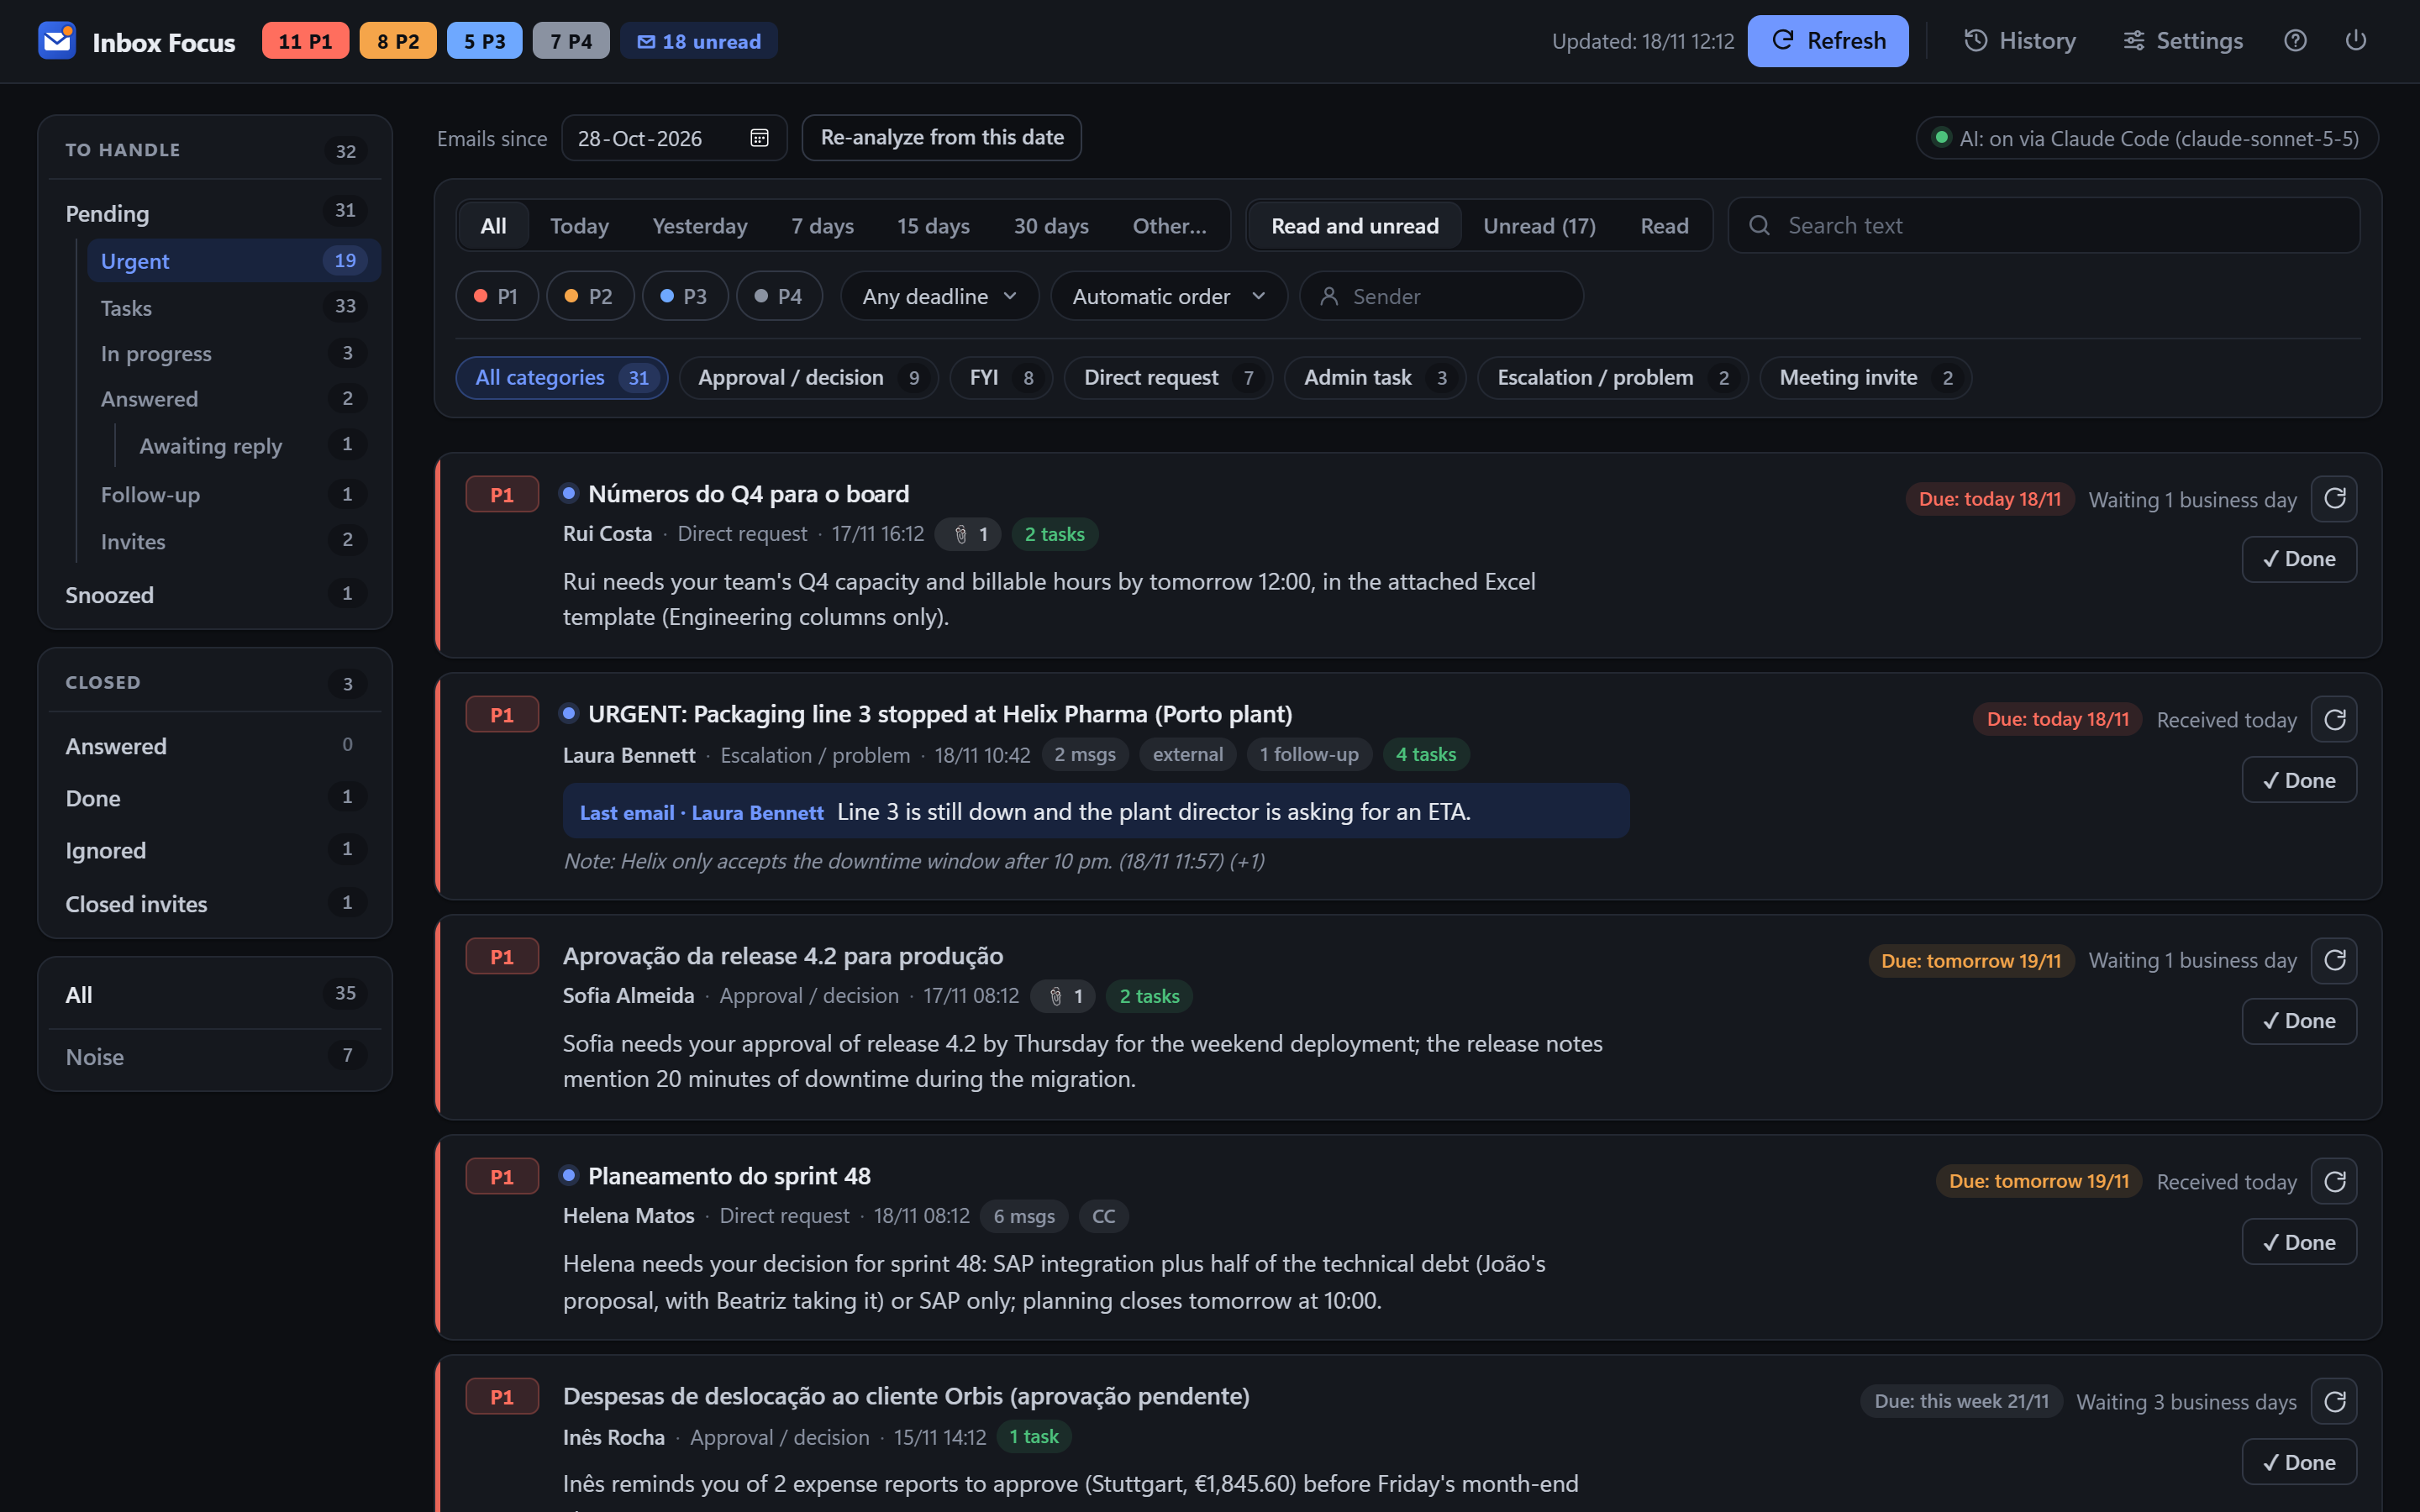 Inbox Focus
11 P1
8 P2
5 P3
7 P4
18 unread
Updated: 18/11 12:12
Refresh
History
Settings
TO HANDLE 32
Pending 31
Urgent 19
Tasks 33
In progress 3
Answered 2
Awaiting reply 1
Follow-up 1
Invites 2
Snoozed 1
CLOSED 3
Answered 0
Done 1
Ignored 1
Closed invites 1
All 35
Noise 7
Emails since 28-Oct-2026 Re-analyze from this date
AI: on via Claude Code (claude-sonnet-5-5)
All Today Yesterday 7 days 15 days 30 days Other...
Read and unread Unread (17) Read
Search text
P1 P2 P3 P4 Any deadline Automatic order Sender
All categories 31 Approval / decision 9 FYI 8 Direct request 7 Admin task 3 Escalation / problem 2 Meeting invite 2
P1 Números do Q4 para o board
Due: today 18/11 Waiting 1 business day
Rui Costa · Direct request · 17/11 16:12 1 2 tasks
✓ Done
Rui needs your team's Q4 capacity and billable hours by tomorrow 12:00, in the attached Excel
template (Engineering columns only).
P1 URGENT: Packaging line 3 stopped at Helix Pharma (Porto plant)
Due: today 18/11 Received today
Laura Bennett · Escalation / problem · 18/11 10:42 2 msgs external 1 follow-up 4 tasks
✓ Done
Last email · Laura Bennett Line 3 is still down and the plant director is asking for an ETA.
Note: Helix only accepts the downtime window after 10 pm. (18/11 11:57) (+1)
P1 Aprovação da release 4.2 para produção
Due: tomorrow 19/11 Waiting 1 business day
Sofia Almeida · Approval / decision · 17/11 08:12 1 2 tasks
✓ Done
Sofia needs your approval of release 4.2 by Thursday for the weekend deployment; the release notes
mention 20 minutes of downtime during the migration.
P1 Planeamento do sprint 48
Due: tomorrow 19/11 Received today
Helena Matos · Direct request · 18/11 08:12 6 msgs CC
✓ Done
Helena needs your decision for sprint 48: SAP integration plus half of the technical debt (João's
proposal, with Beatriz taking it) or SAP only; planning closes tomorrow at 10:00.
P1 Despesas de deslocação ao cliente Orbis (aprovação pendente)
Due: this week 21/11 Waiting 3 business days
Inês Rocha · Approval / decision · 15/11 14:12 1 task
✓ Done
Inês reminds you of 2 expense reports to approve (Stuttgart, €1,845.60) before Friday's month-end